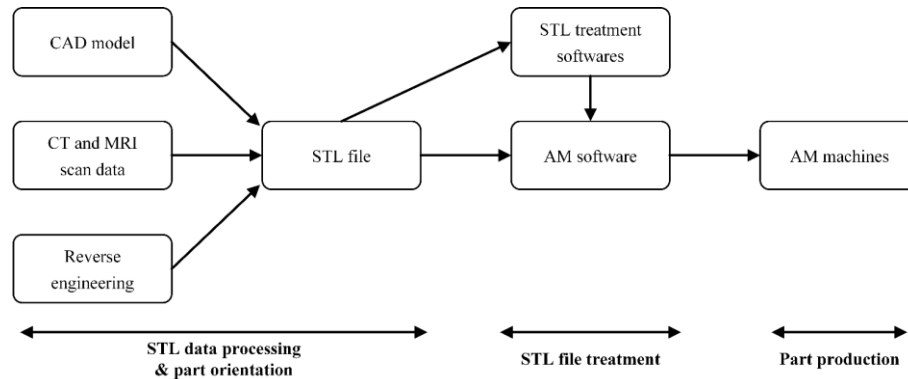 CAD model
STL treatment
softwares
CT and MRI
scan data
STL file
AM software
AM machines
Reverse
engineering
STL data processing
& part orientation
STL file treatment
Part production